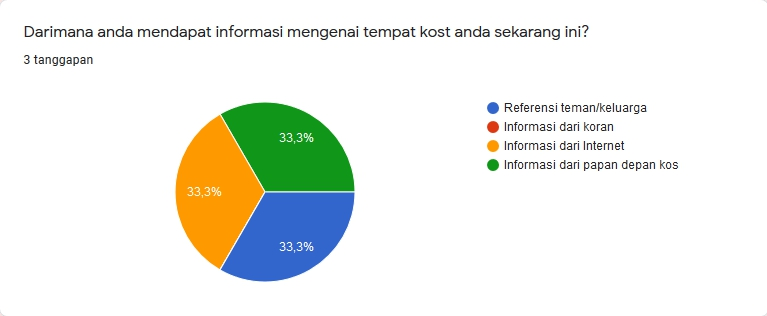 Darimana anda mendapat informasi mengenai tempat kost anda sekarang ini?
3 tanggapan
33,3%
33,3%
33,3%
Referensi teman/keluarga
Informasi dari koran
Informasi dari Internet
Informasi dari papan depan kos